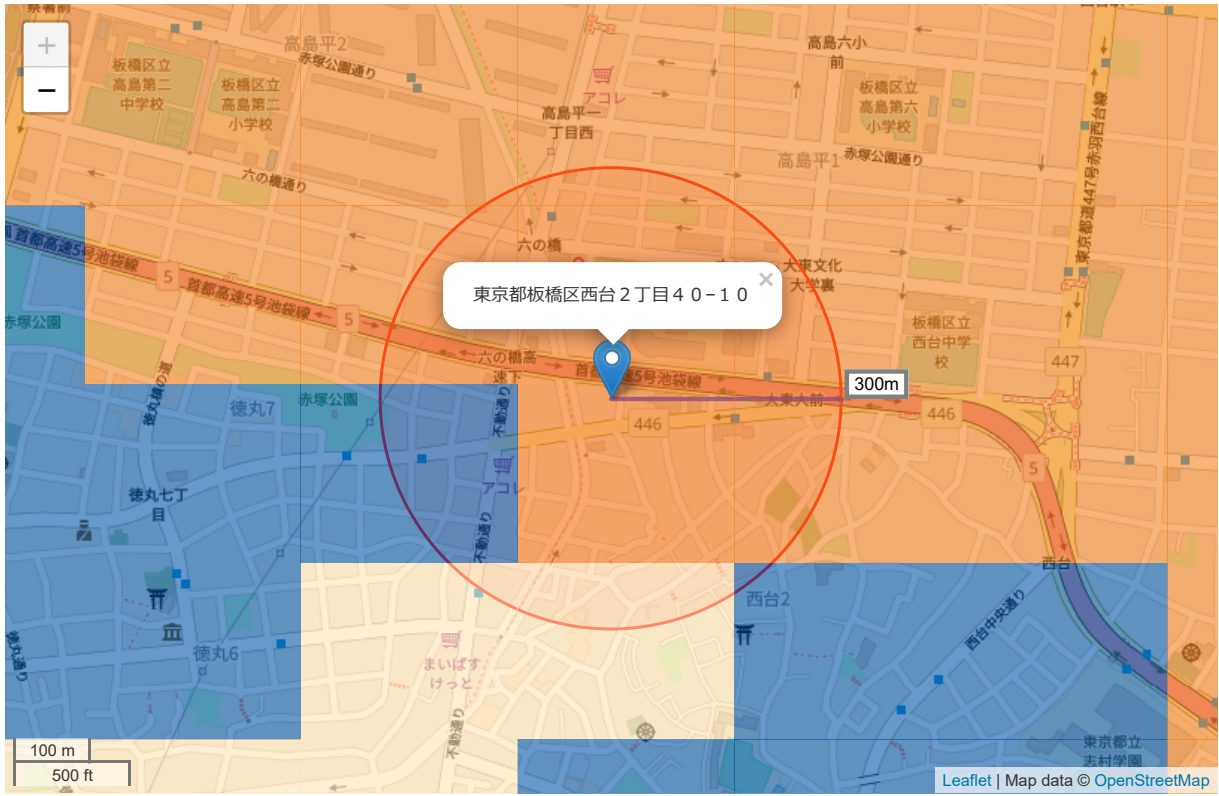 高島平2
赤塚公園通り
板橋区立
高島第二
中学校
板橋区立
高島第二
小学校
アコレ
高島平一
丁目西
高島六小
前
板橋区立
高島第六
小学校
高島平1
赤塚公園通り
東京都道447号赤羽西台線
六の橋通り
六の橋
大東文化
大学裏
首都高速5号池袋線
5
首都高速5号池袋線
5
赤塚公園
東京都板橋区西台２丁目４０−１０
×
六の橋高
速下
300m
大東大前
446
446
板橋区立
西台中学
校
447
5
徳丸7
赤塚公園
不動通り
アコレ
不動通り
徳丸七丁
目
西台
西台2
西台中央通り
徳丸6
徳丸通り
まいばす
けっと
不動通り
東京都立
志村学園
+
−
100 m
500 ft
Leaflet | Map data © OpenStreetMap